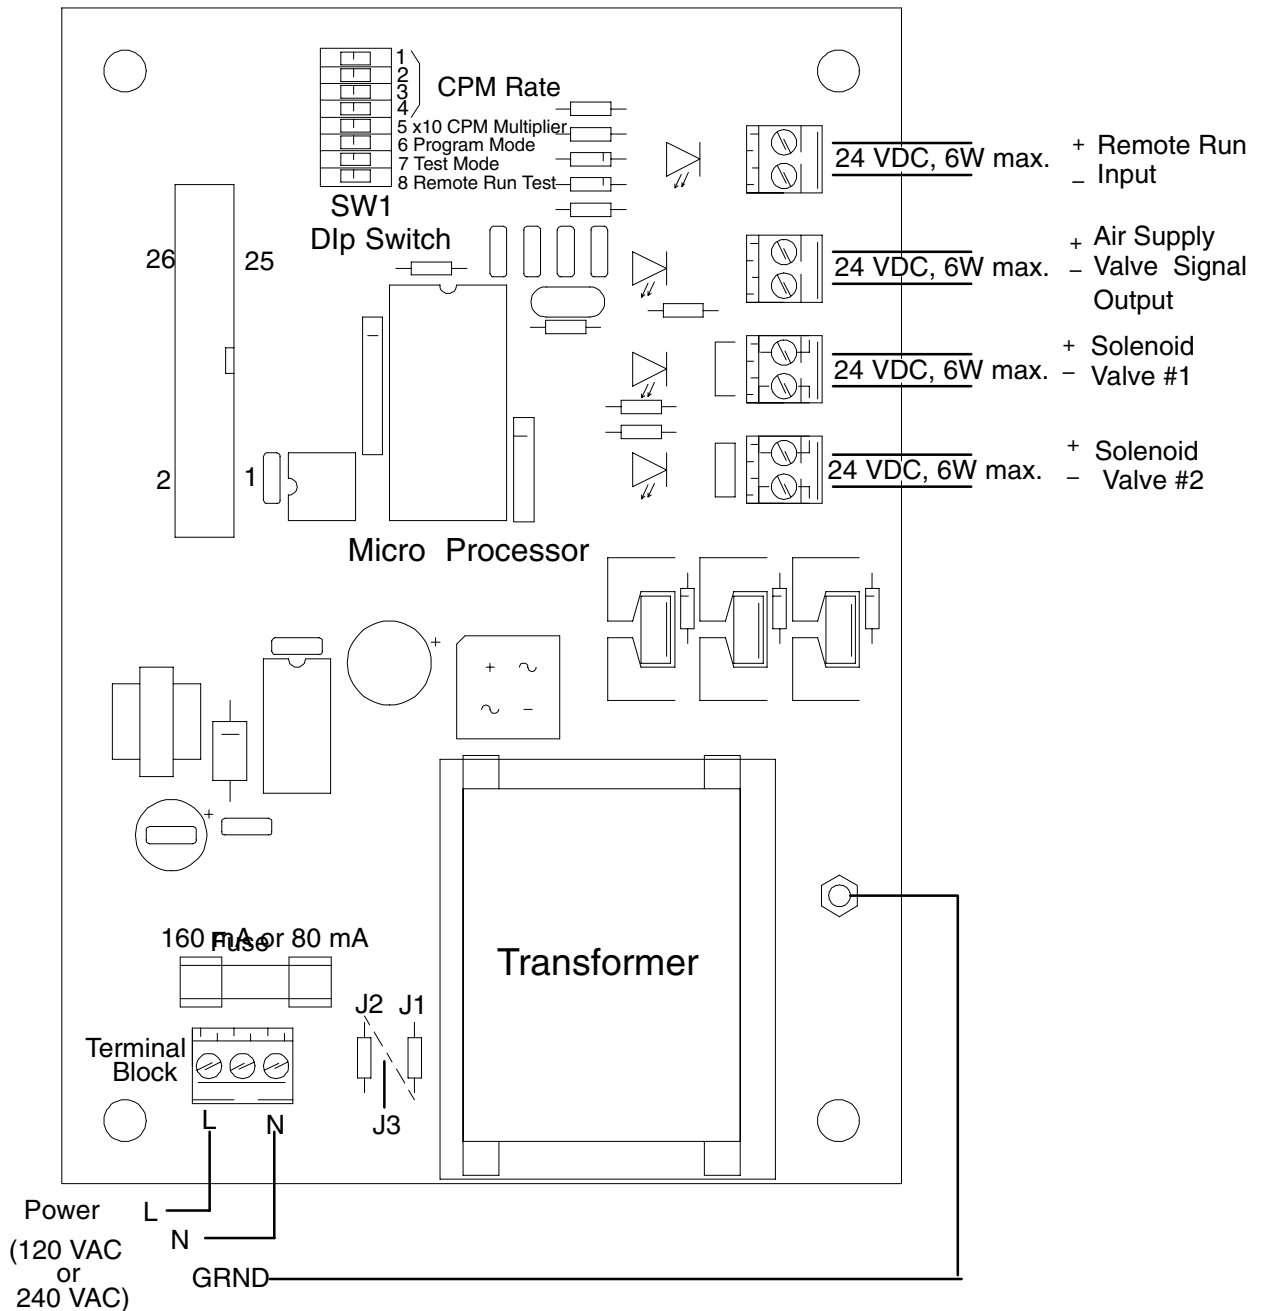 1
2
3
4
CPM Rate
5 x10 CPM Multiplier
6 Program Mode
7 Test Mode
8 Remote Run Test
SW1
DIp Switch
26
25
2
1
Micro Processor
24 VDC, 6W max.
+ Remote Run
– Input
24 VDC, 6W max.
+ Air Supply
– Valve Signal
Output
24 VDC, 6W max.
+ Solenoid
– Valve #1
24 VDC, 6W max.
+ Solenoid
– Valve #2
+
+ ~
~ –
+
160 mA or 80 mA
Fuse
Transformer
J2 J1
J3
Terminal
Block
L N
Power L
N
(120 VAC
or
240 VAC)
GRND